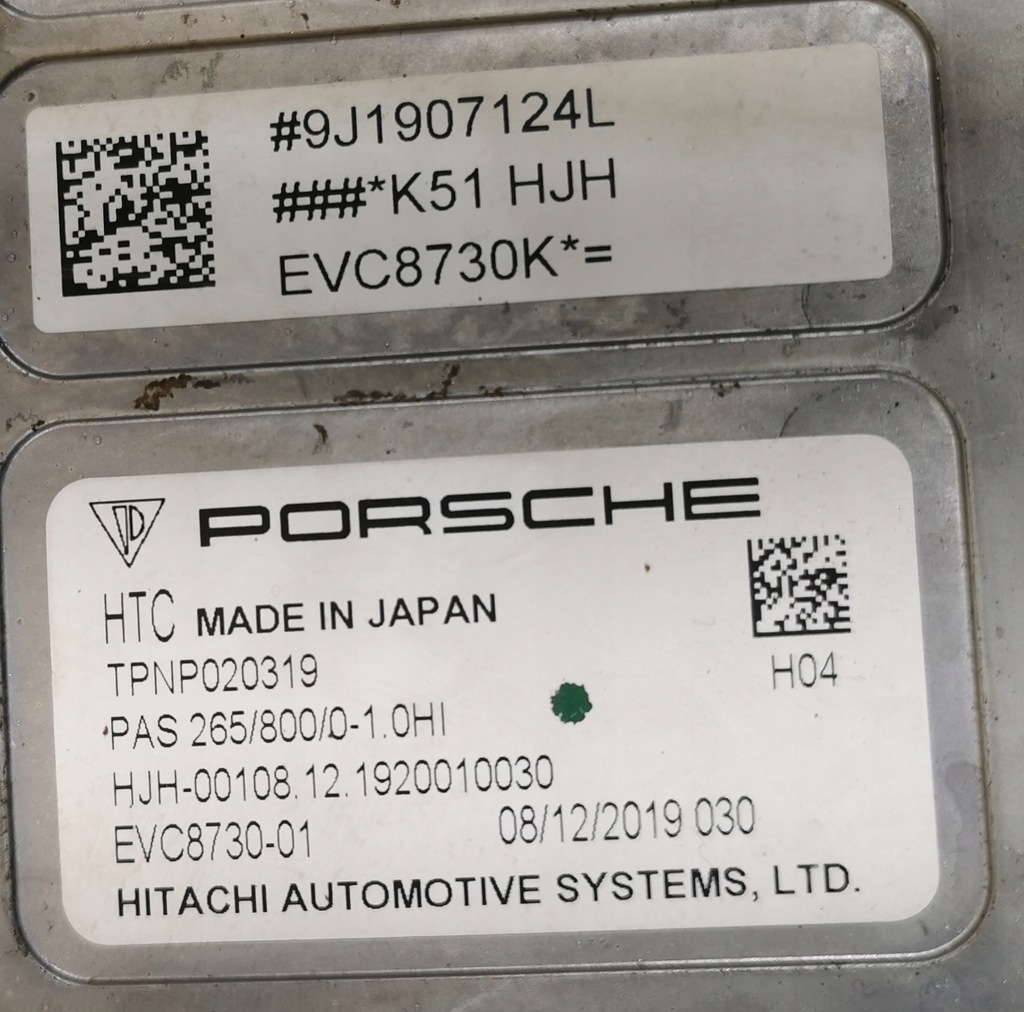 #9J1907124L
###*K51 HJH
EVC8730K*=
PORSCHE
HTC MADE IN JAPAN
TPNP020319
H04
PAS 265/800/0-1.0HI
HJH-00108.12.1920010030
EVC8730-01 08/12/2019 030
HITACHI AUTOMOTIVE SYSTEMS, LTD.